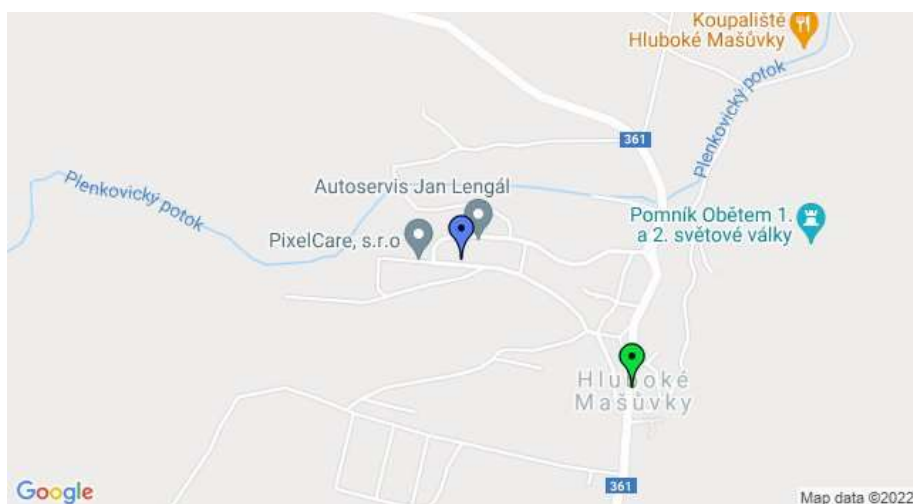 Koupaliště
Hluboké Mašůvky
Plenkovický potok
361
Plenkovický potok
Autoservis Jan Lengál
Pomník Obětem 1.
a 2. světové války
PixelCare, s.r.o
Hluboké
Mašůvky
361
Google
Map data ©2022